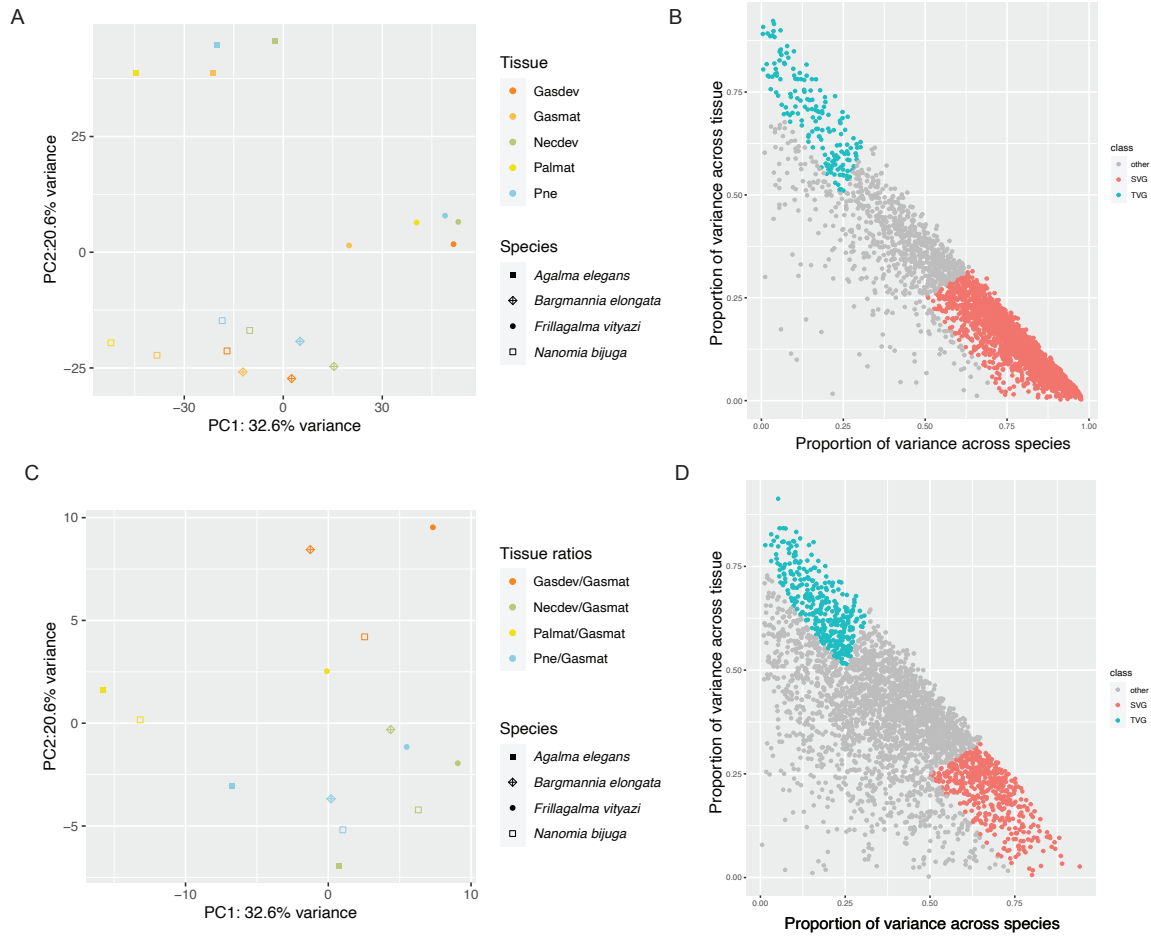 A
25
0
−25
−30
0
30
PC1: 32.6% variance
PC2:20.6% variance
Tissue
Gasdev
Gasmat
Necdev
Palmat
Pne
Species
Agalma elegans
Bargmannia elongata
Frillagalma vityazi
Nanomia bijuga
B
0.75
0.50
0.25
0.00
0.00
0.25
0.50
0.75
1.00
Proportion of variance across species
Proportion of variance across tissue
class
other
SVG
TVG
C
10
5
0
−5
−10
0
10
PC1: 32.6% variance
PC2:20.6% variance
Tissue ratios
Gasdev/Gasmat
Necdev/Gasmat
Palmat/Gasmat
Pne/Gasmat
Species
Agalma elegans
Bargmannia elongata
Frillagalma vityazi
Nanomia bijuga
D
0.75
0.50
0.25
0.00
0.00
0.25
0.50
0.75
Proportion of variance across species
Proportion of variance across tissue
class
other
SVG
TVG